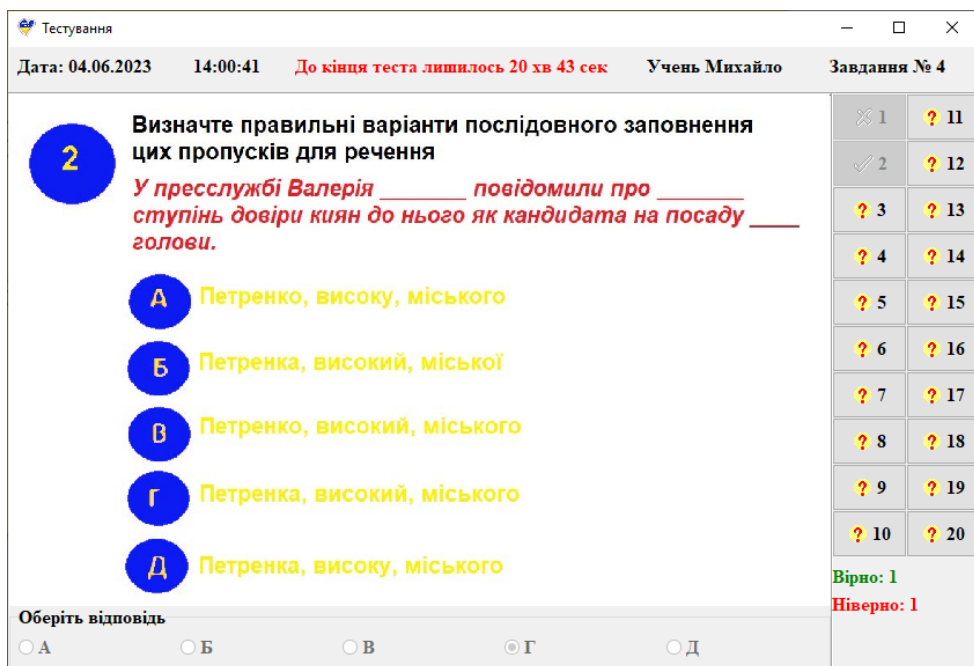 Тестування
Дата: 04.06.2023 14:00:41 До кінця теста лишилось 20 хв 43 сек Учень Михайло Завдання № 4
2
Визначте правильні варіанти послідовного заповнення
цих пропусків для речення
У пресслужбі Валерія _______ повідомили про _______
ступінь довіри киян до нього як кандидата на посаду ____
голови.
А Петренко, високу, міського
Б Петренка, високий, міської
В Петренко, високий, міського
Г Петренка, високий, міського
Д Петренка, високу, міського
Оберіть відповідь
А Б В Г Д
1 11
2 12
3 13
4 14
5 15
6 16
7 17
8 18
9 19
10 20
Вірно: 1
Ніверно: 1